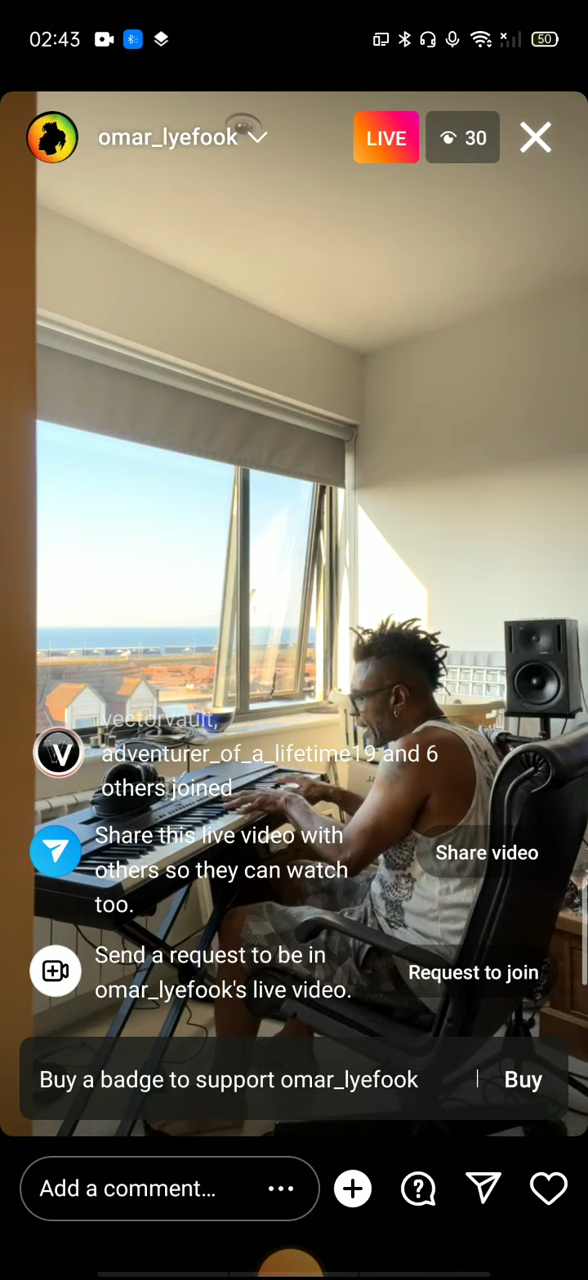 02:43
50
omar_lyefook
LIVE
30
vectorvault,
adventurer_of_a_lifetime19 and 6
others joined
V
Share this live video with
others so they can watch
too.
Share video
Send a request to be in
omar_lyefook's live video.
Request to join
Buy a badge to support omar_lyefook
Buy
Add a comment...